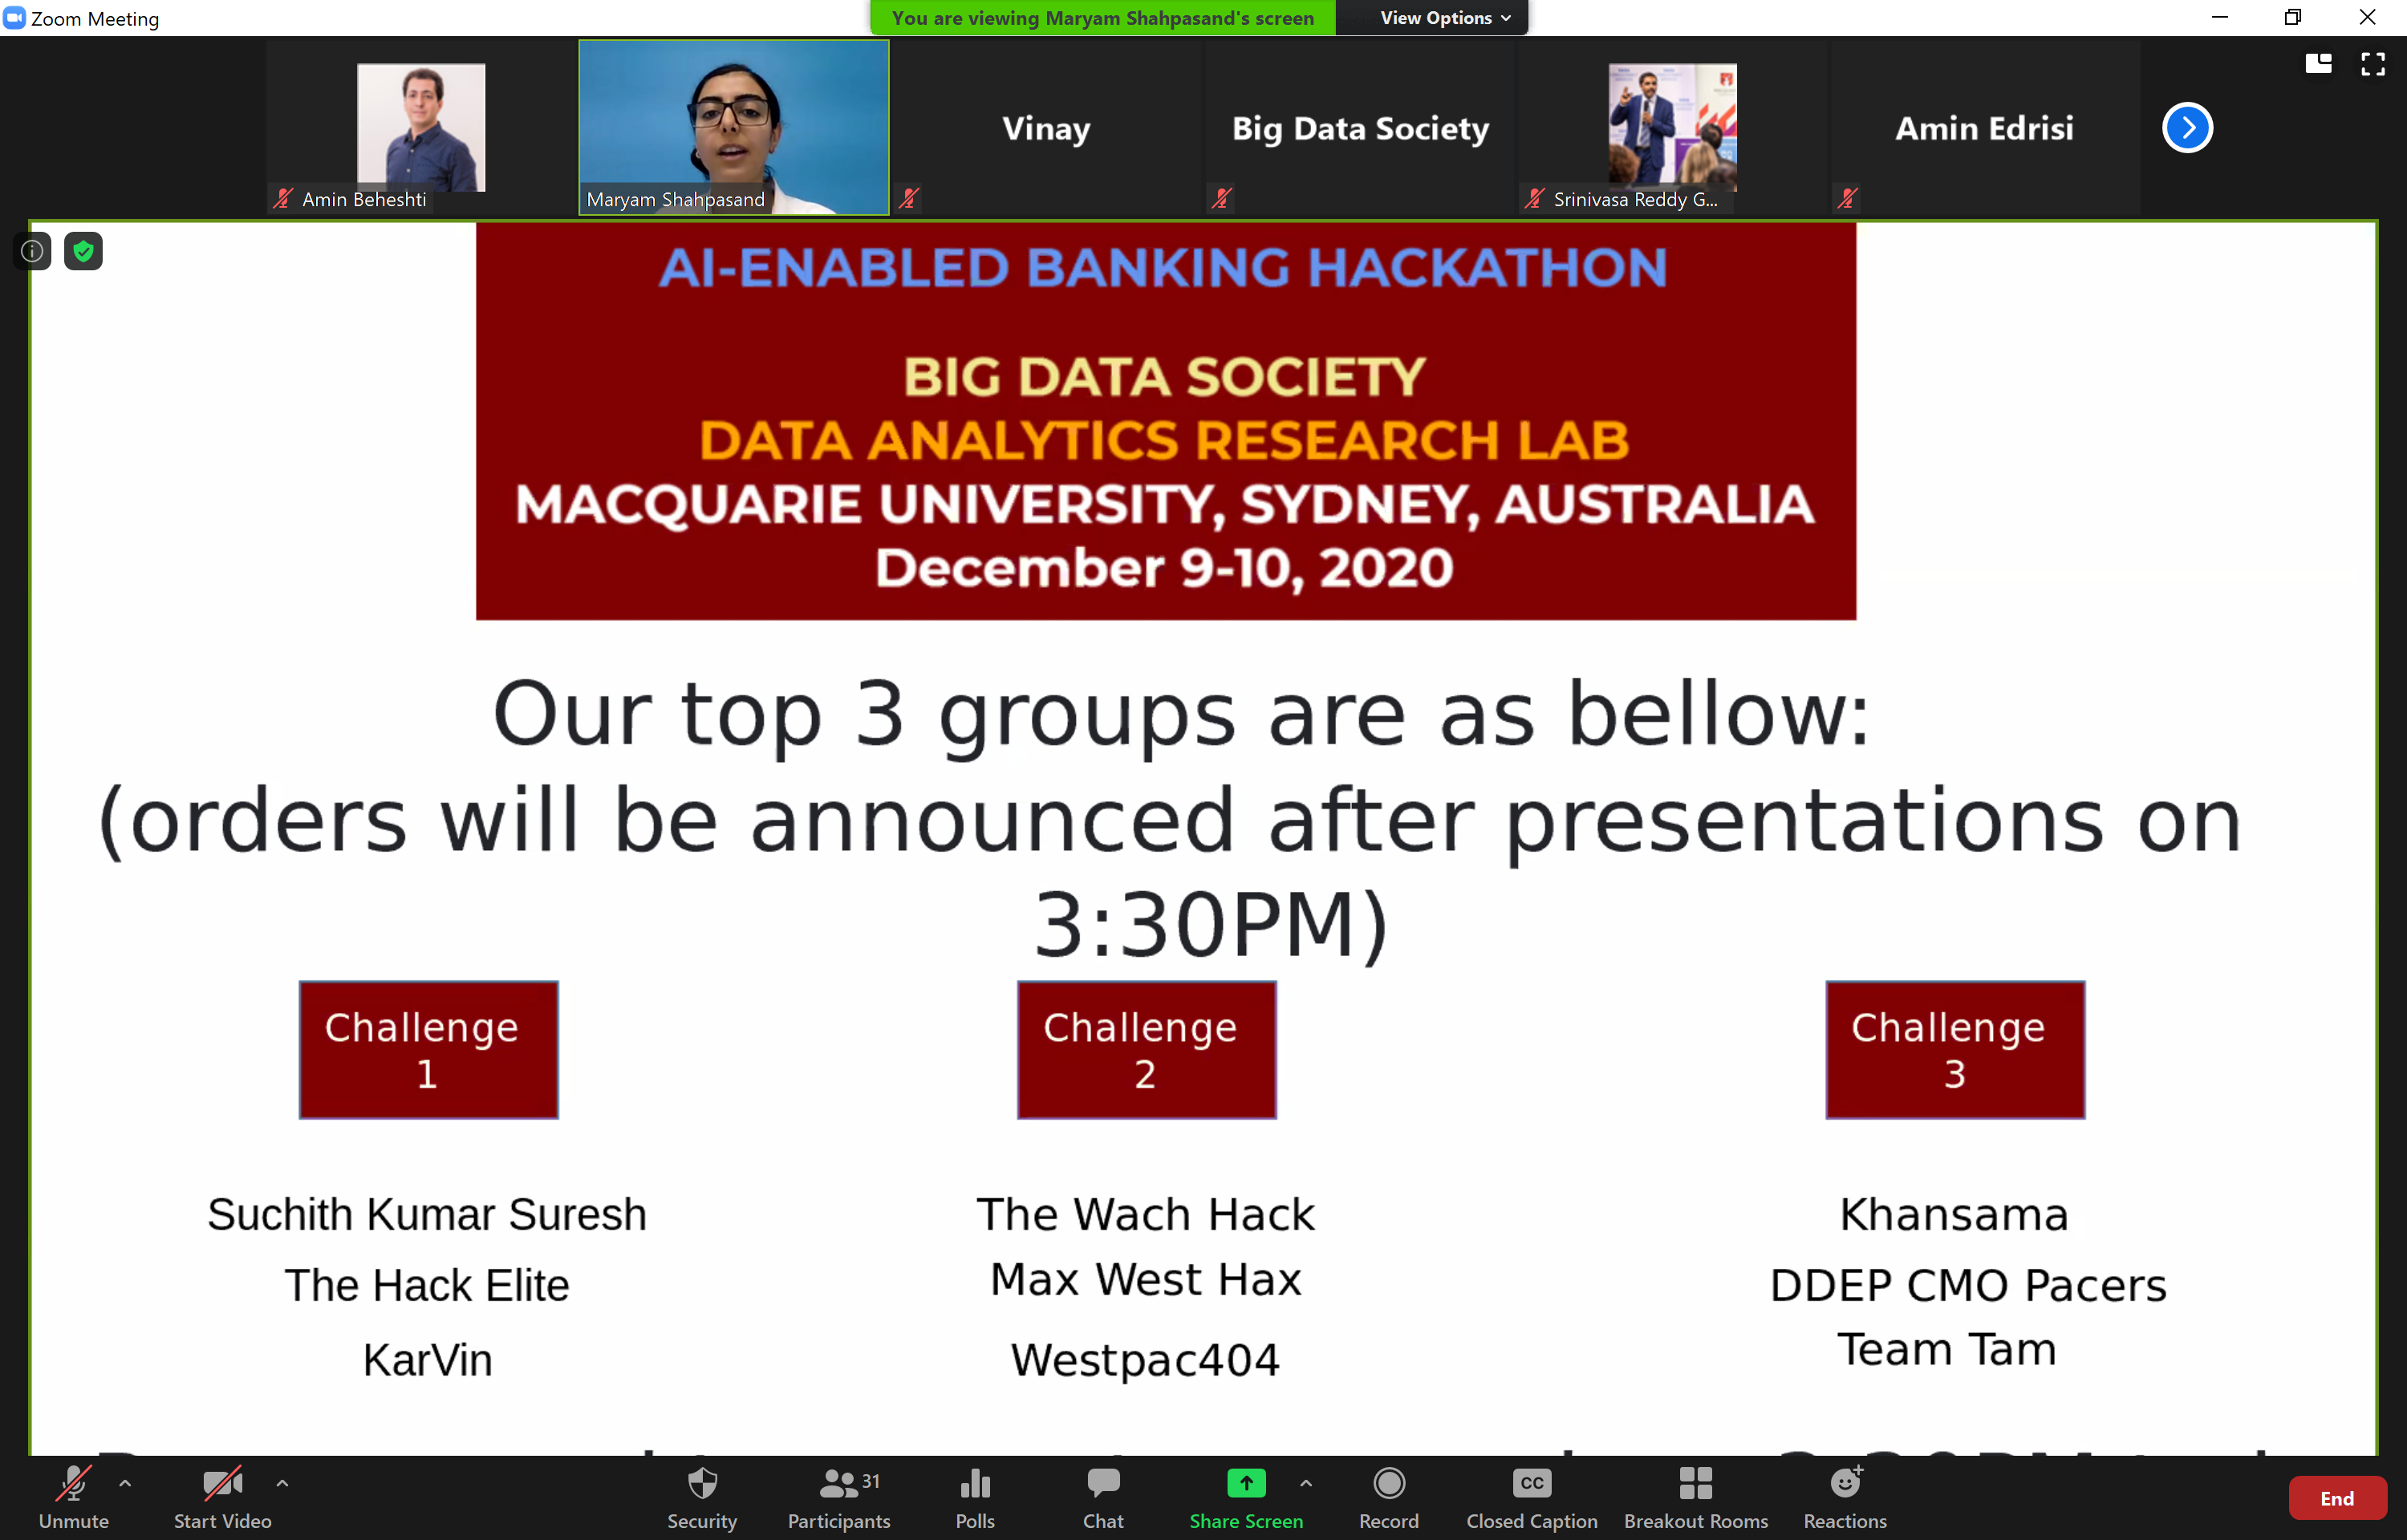 Zoom Meeting
You are viewing Maryam Shahpasand's screen
View Options
Amin Beheshti
Maryam Shahpasand
Vinay
Big Data Society
Srinivasa Reddy G...
Amin Edrisi
AI-ENABLED BANKING HACKATHON
BIG DATA SOCIETY
DATA ANALYTICS RESEARCH LAB
MACQUARIE UNIVERSITY, SYDNEY, AUSTRALIA
December 9-10, 2020
Our top 3 groups are as bellow:
(orders will be announced after presentations on
3:30PM)
Challenge
1
Challenge
2
Challenge
3
Suchith Kumar Suresh
The Hack Elite
KarVin
The Wach Hack
Max West Hax
Westpac404
Khansama
DDEP CMO Pacers
Team Tam
Unmute
Start Video
Security
Participants
31
Polls
Chat
Share Screen
Record
CC
Closed Caption
Breakout Rooms
Reactions
End